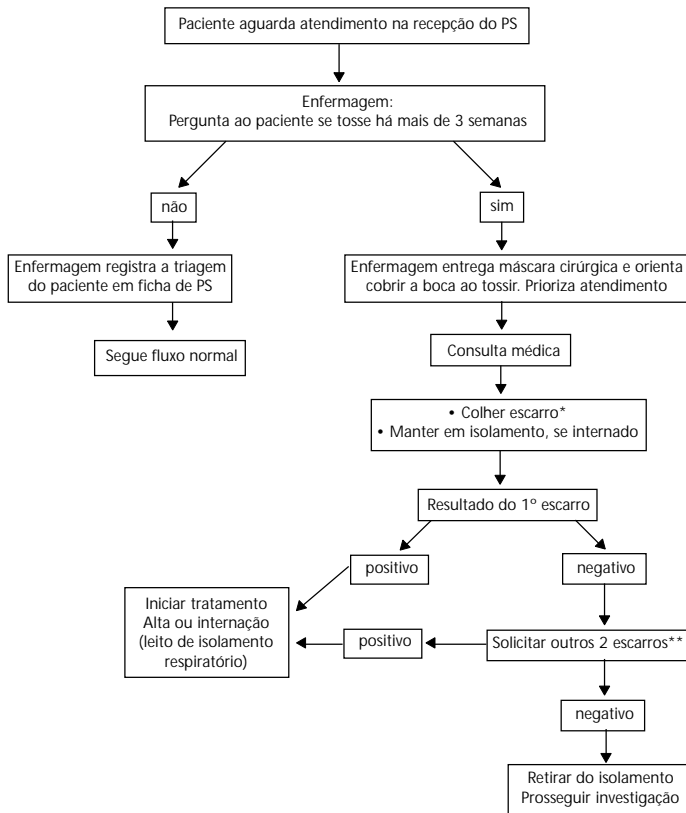 Paciente aguarda atendimento na recepção do PS
Enfermagem:
Pergunta ao paciente se tosse há mais de 3 semanas
não
sim
Enfermagem registra a triagem
do paciente em ficha de PS
Enfermagem entrega máscara cirúrgica e orienta
cobrir a boca ao tossir. Prioriza atendimento
Segue fluxo normal
Consulta médica
• Colher escarro*
• Manter em isolamento, se internado
Resultado do 1º escarro
positivo
negativo
Iniciar tratamento
Alta ou internação
(leito de isolamento
respiratório)
positivo
Solicitar outros 2 escarros**
negativo
Retirar do isolamento
Prosseguir investigação